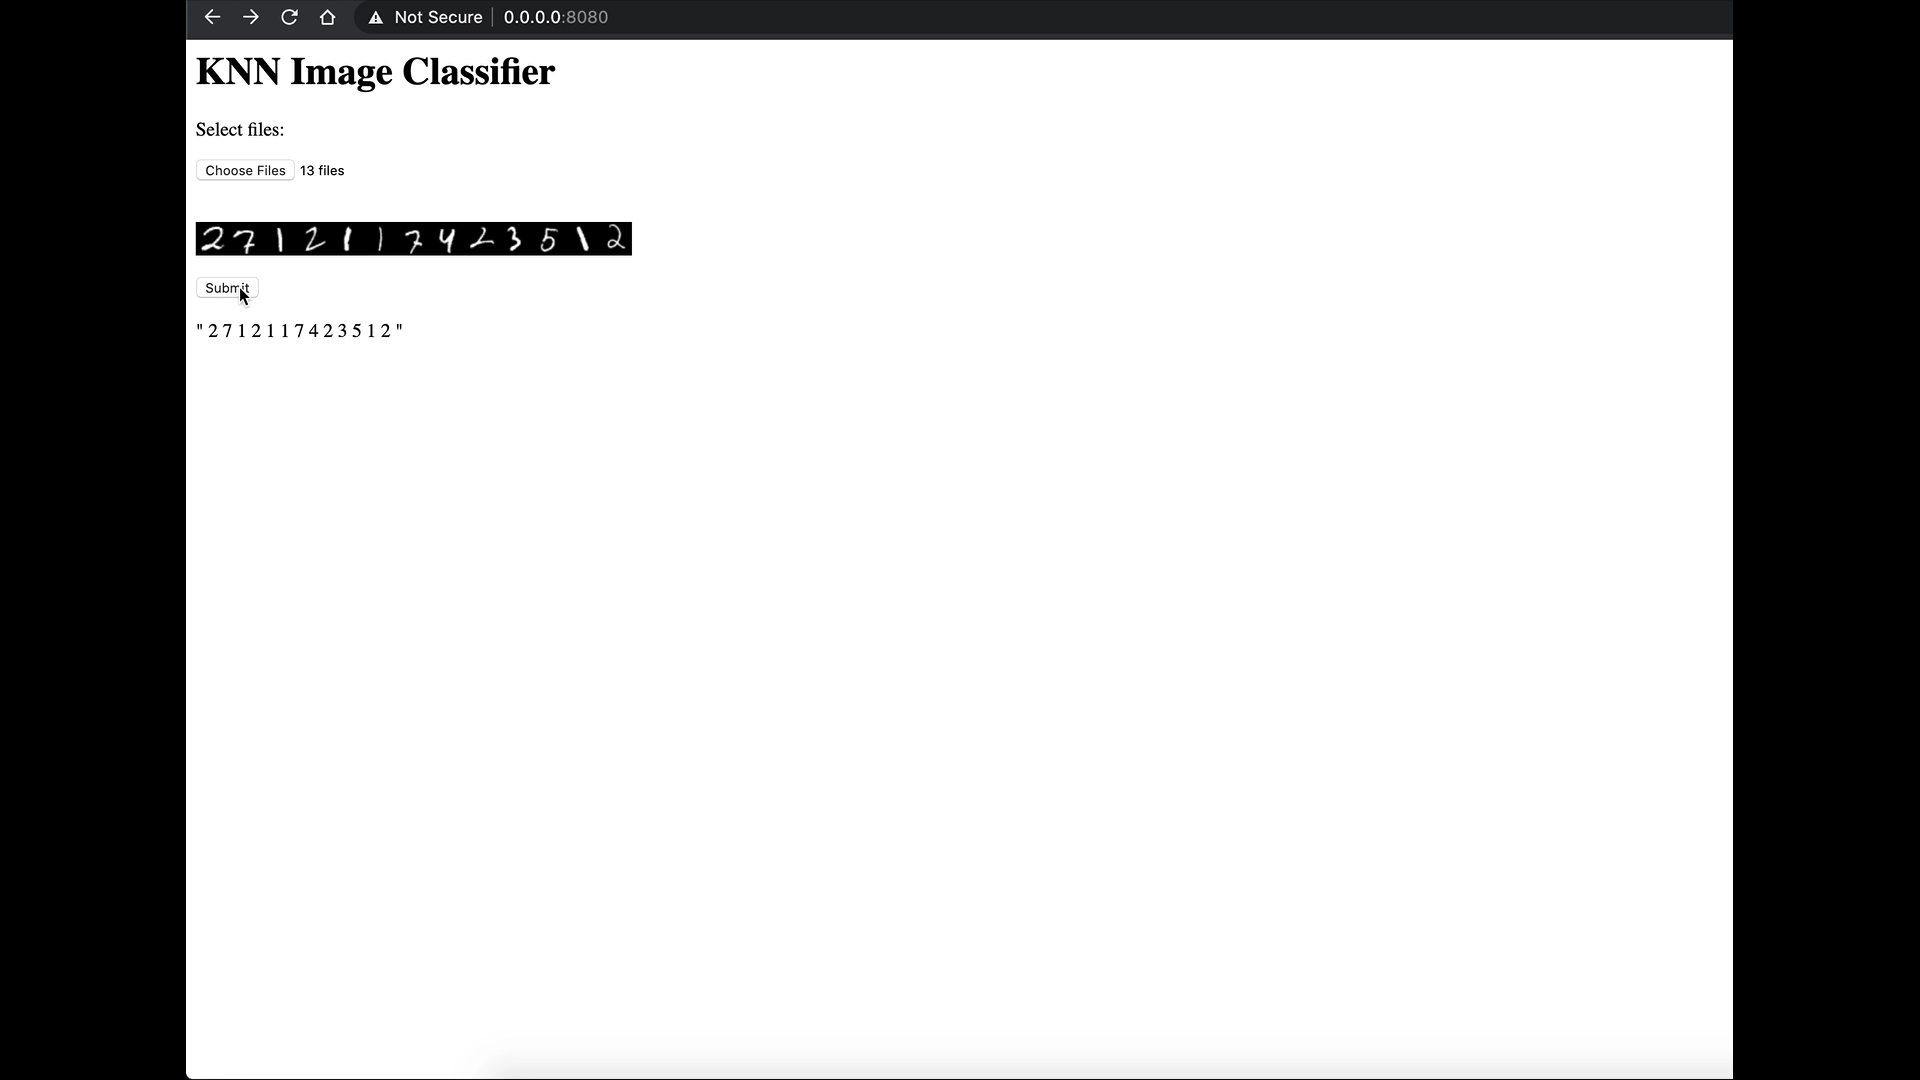 Not Secure | 0.0.0.0:8080
KNN Image Classifier
Select files:
Choose Files 13 files
2 7 1 2 1 1 7 4 2 3 5 1 2
Submit
" 2 7 1 2 1 1 7 4 2 3 5 1 2 "